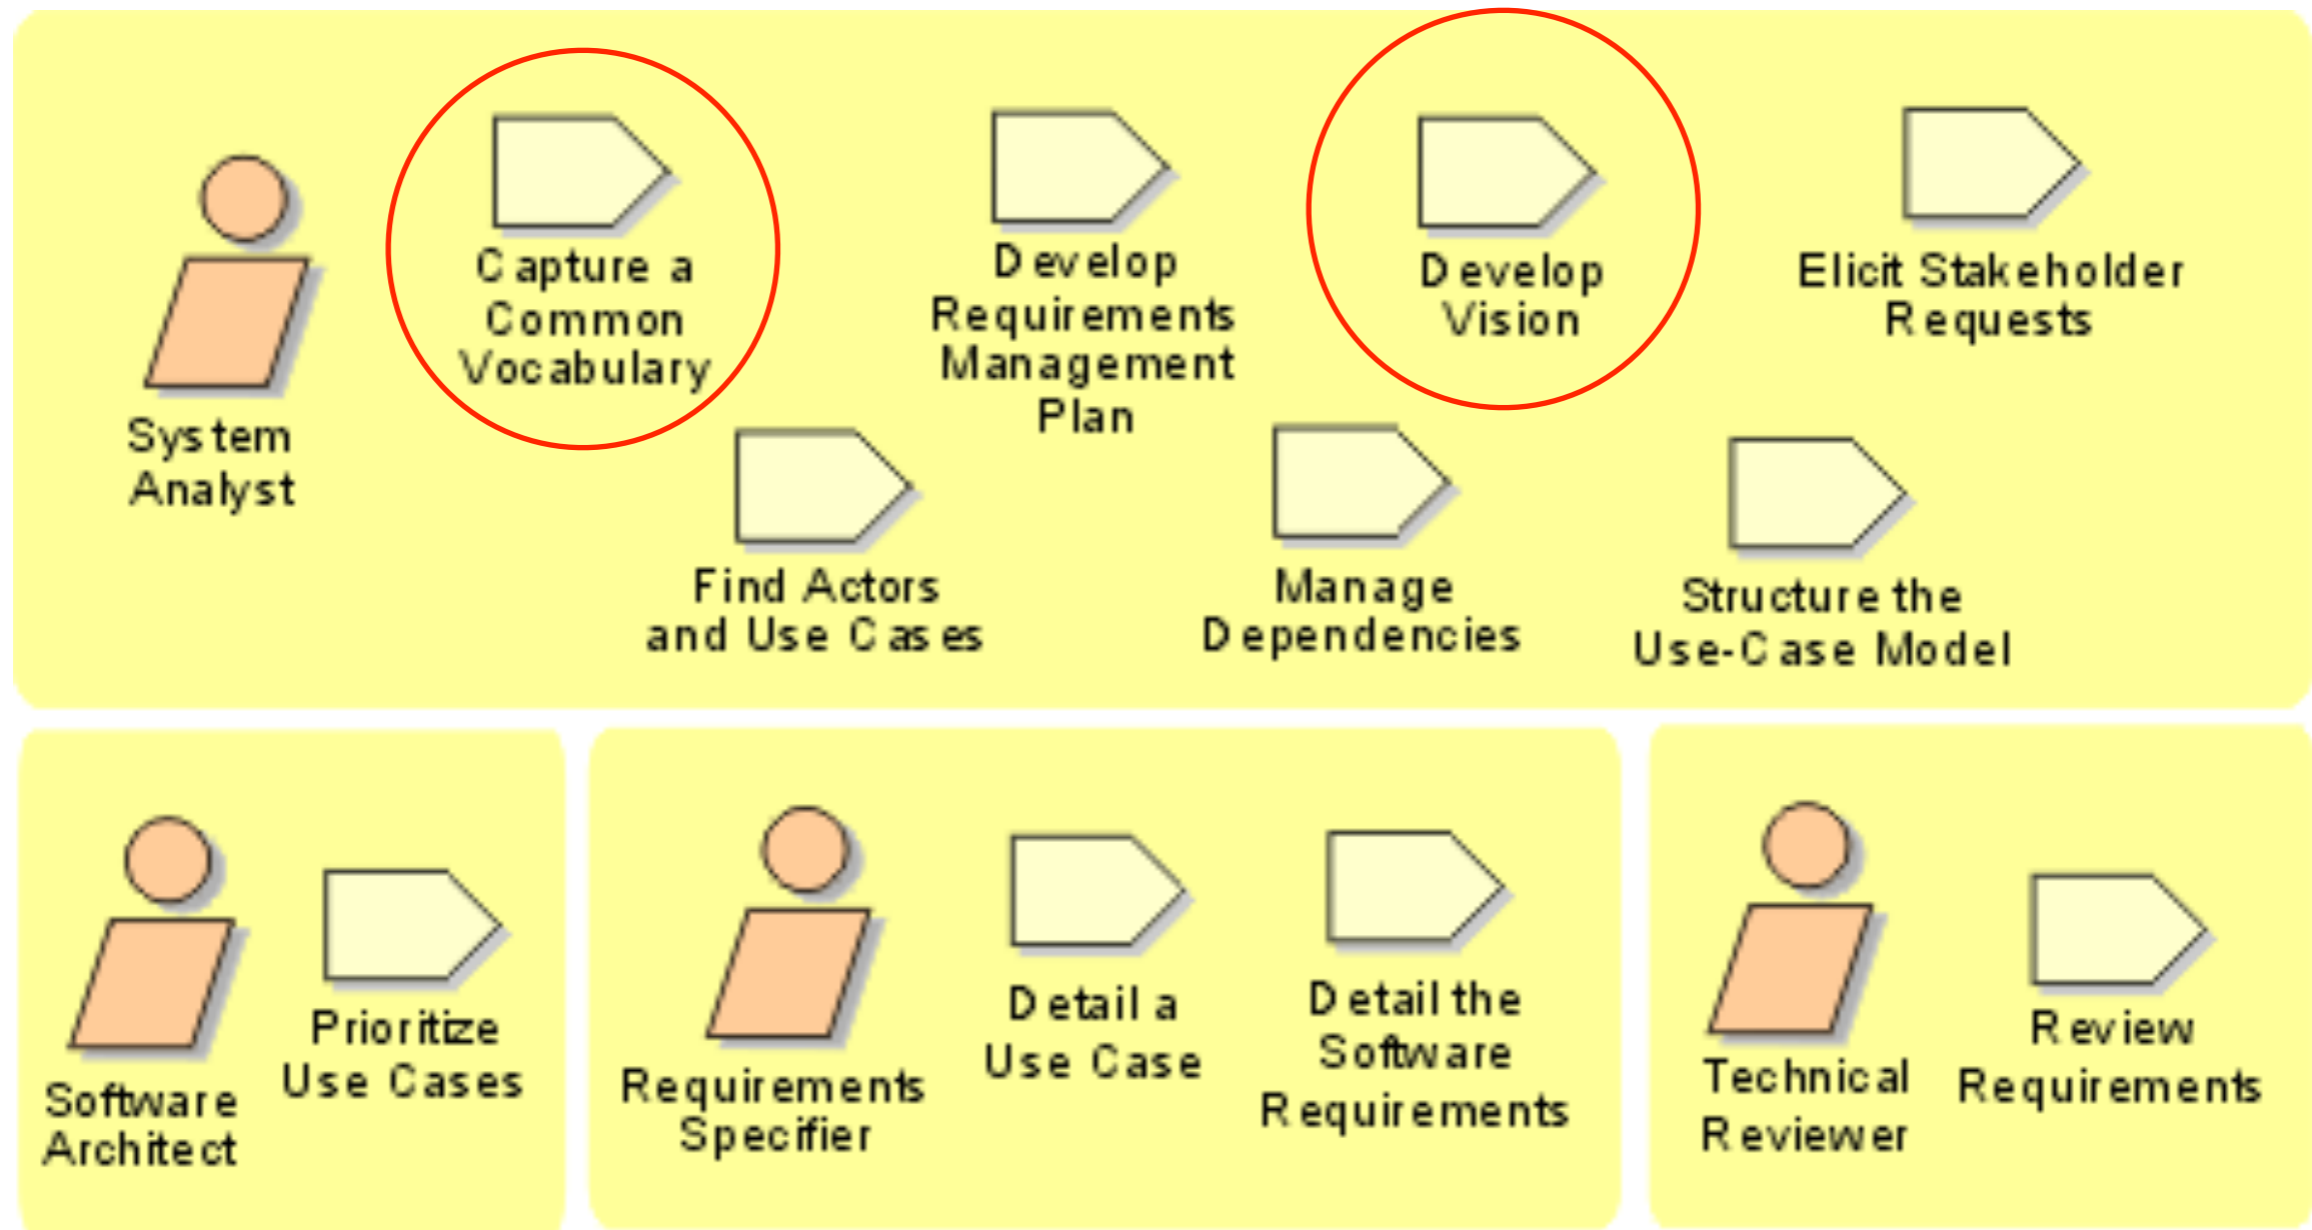 Capture a
Common
Vocabulary
Develop
Requirements
Management
Plan
Develop
Vision
Elicit Stakeholder
Requests
System
Analyst
Find Actors
and Use Cases
Manage
Dependencies
Structure the
Use-Case Model
Software
Architect
Prioritize
Use Cases
Requirements
Specifier
Detail a
Use Case
Detail the
Software
Requirements
Technical
Reviewer
Review
Requirements